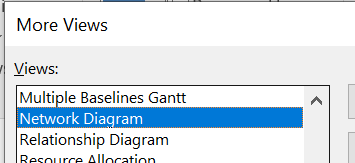 More Views
Views:
Multiple Baselines Gantt
Network Diagram
Relationship Diagram
Resource Allocation